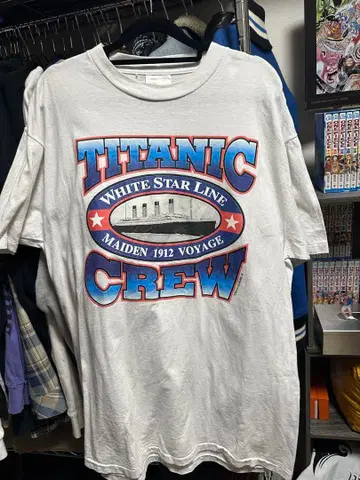 TITANIC
WHITE STAR LINE
MAIDEN 1912 VOYAGE
CREW